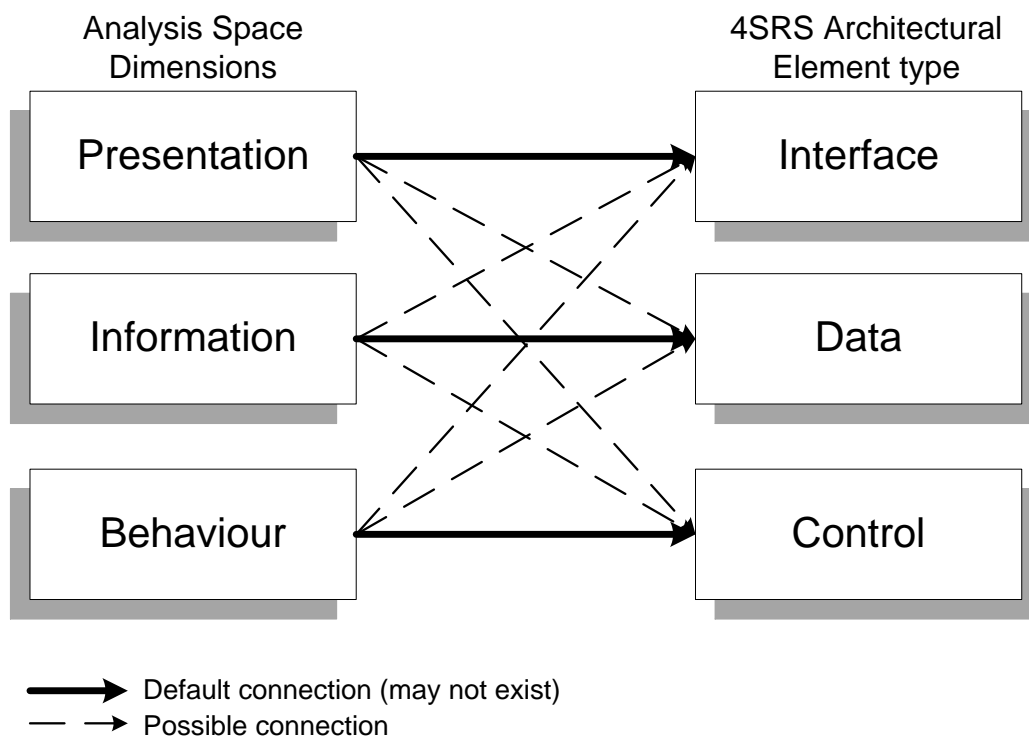 Analysis Space
Dimensions
4SRS Architectural
Element type
Presentation
Interface
Information
Data
Behaviour
Control
Default connection (may not exist)
Possible connection